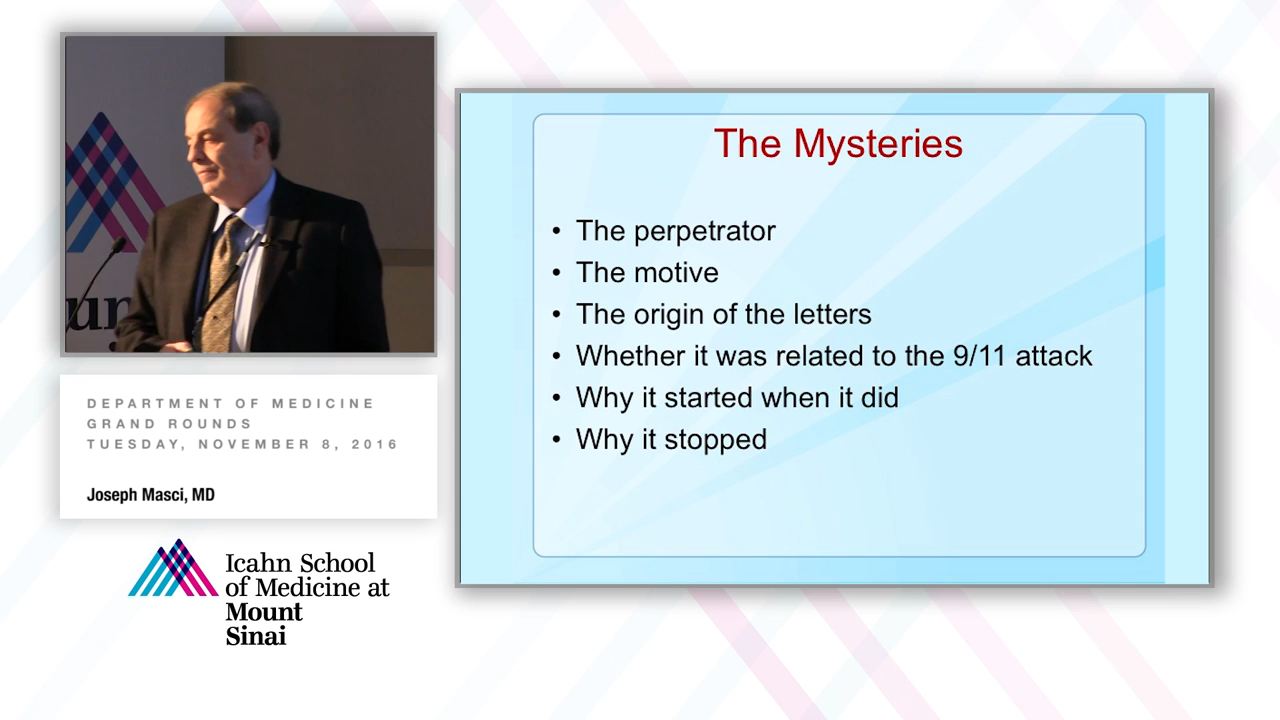 The Mysteries
• The perpetrator
• The motive
• The origin of the letters
• Whether it was related to the 9/11 attack
• Why it started when it did
• Why it stopped
DEPARTMENT OF MEDICINE
GRAND ROUNDS
TUESDAY, NOVEMBER 8, 2016
Joseph Masci, MD
Icahn School
of Medicine at
Mount
Sinai